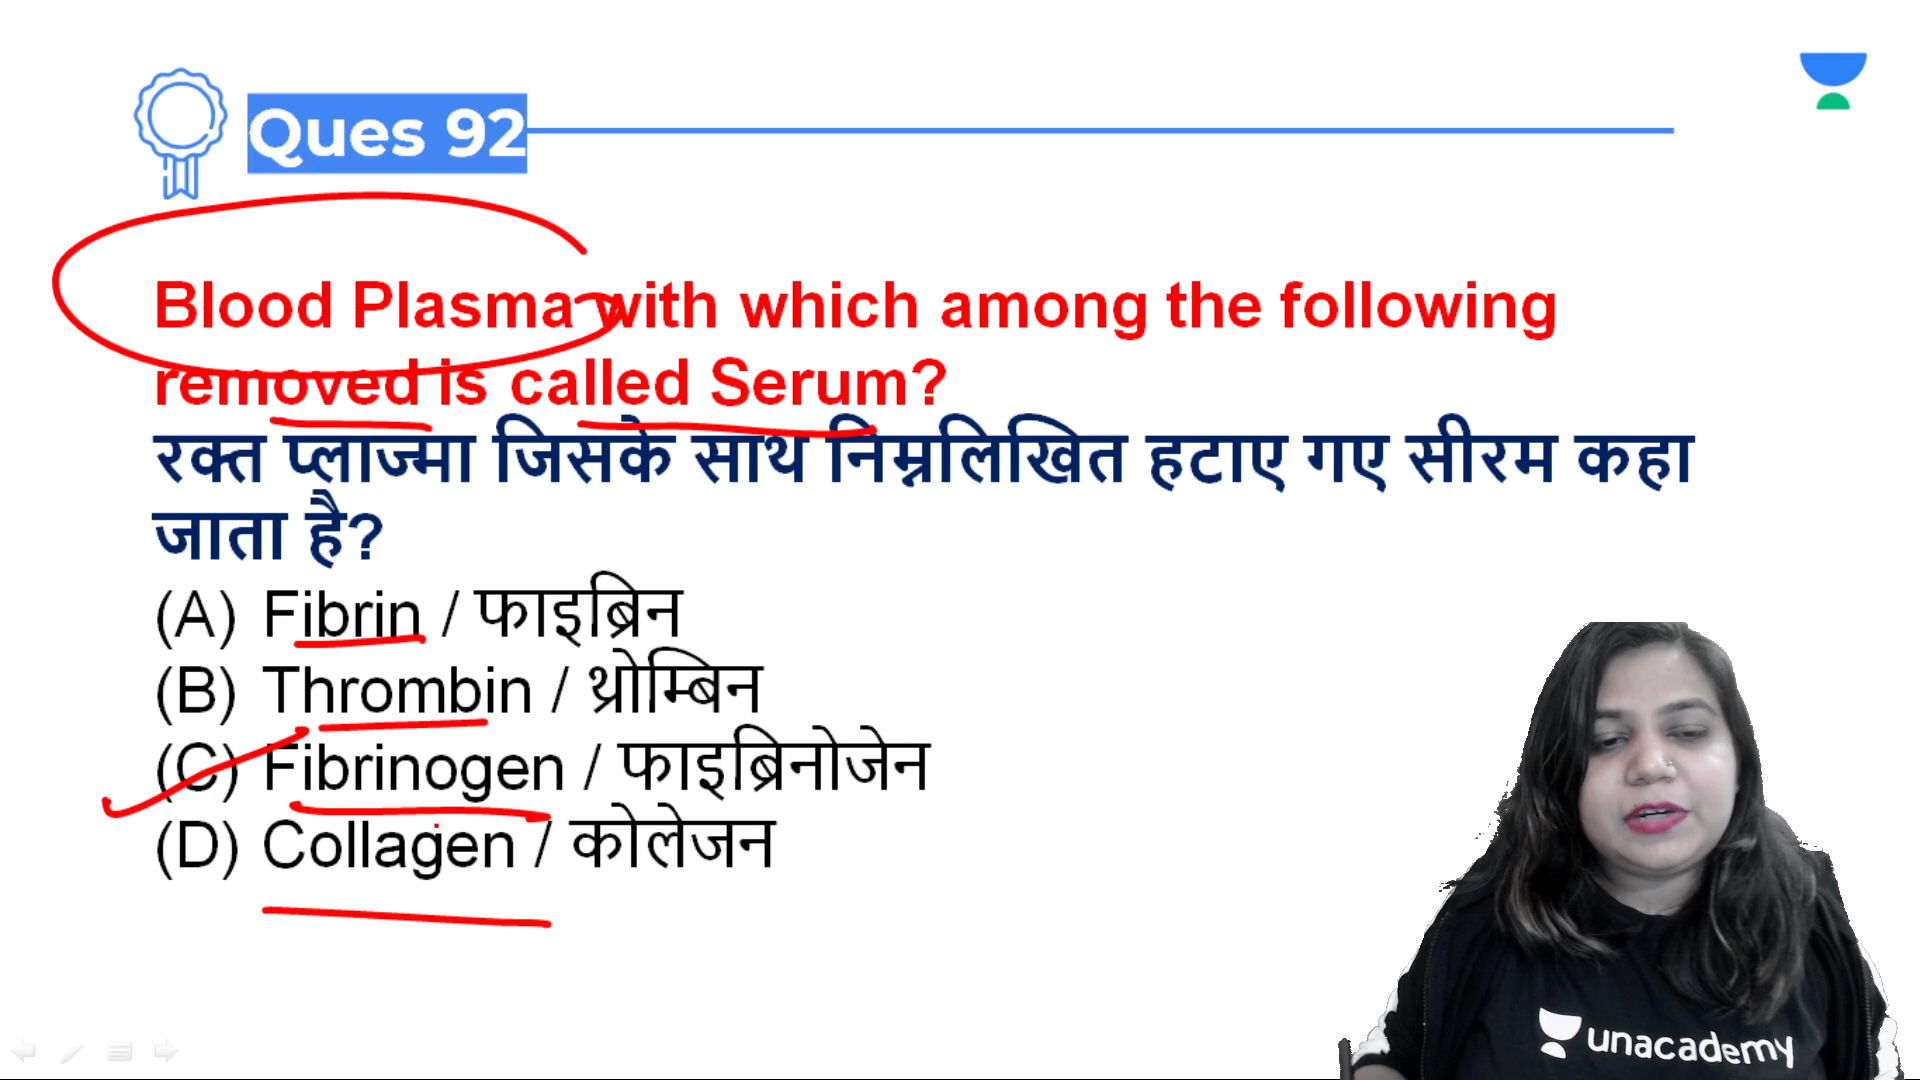 Ques 92
Blood Plasma with which among the following
removed is called Serum?
रक्त प्लाज्मा जिसके साथ निम्नलिखित हटाए गए सीरम कहा
जाता है?
(A) Fibrin / फाइब्रिन
(B) Thrombin / थ्रोम्बिन
(C) Fibrinogen / फाइब्रिनोजेन
(D) Collagen / कोलेजन
unacademy